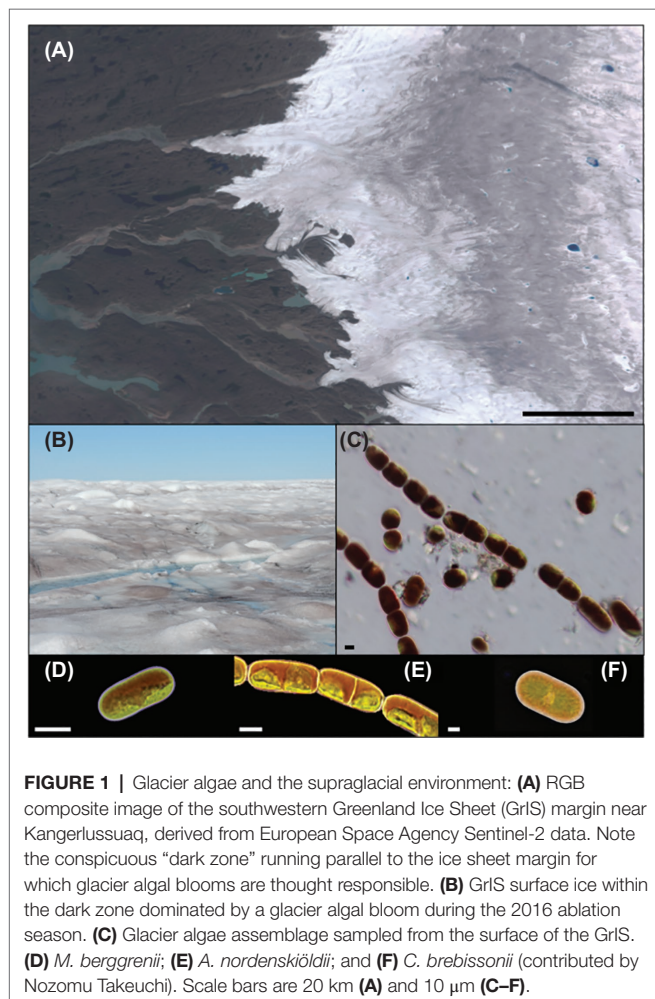 (A)
(B)
(C)
(D)
(E)
(F)
FIGURE 1 | Glacier algae and the supraglacial environment: (A) RGB
composite image of the southwestern Greenland Ice Sheet (GrIS) margin near
Kangerlussuaq, derived from European Space Agency Sentinel-2 data. Note
the conspicuous “dark zone” running parallel to the ice sheet margin for
which glacier algal blooms are thought responsible. (B) GrIS surface ice within
the dark zone dominated by a glacier algal bloom during the 2016 ablation
season. (C) Glacier algae assemblage sampled from the surface of the GrIS.
(D) M. berggrenii; (E) A. nordenskiöldii; and (F) C. brebissonii (contributed by
Nozomu Takeuchi). Scale bars are 20 km (A) and 10 μm (C–F).